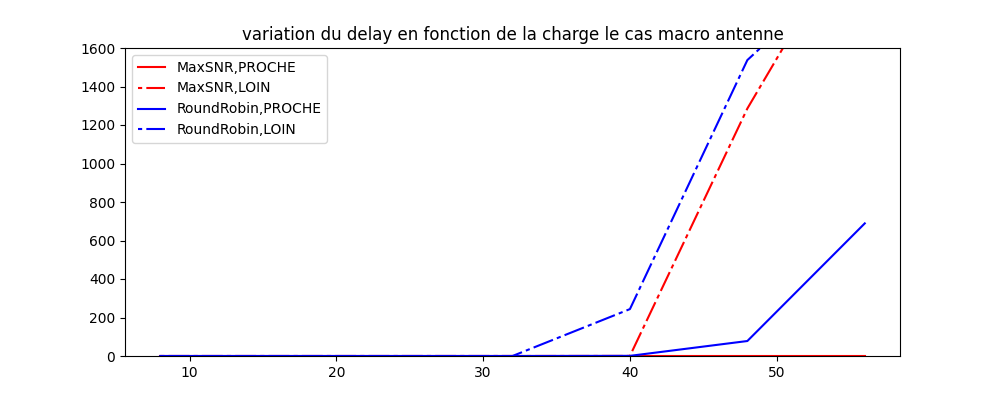 variation du delay en fonction de la charge le cas macro antenne
1600
1400
1200
1000
800
600
400
200
0
MaxSNR,PROCHE
MaxSNR,LOIN
RoundRobin,PROCHE
RoundRobin,LOIN
10 20 30 40 50